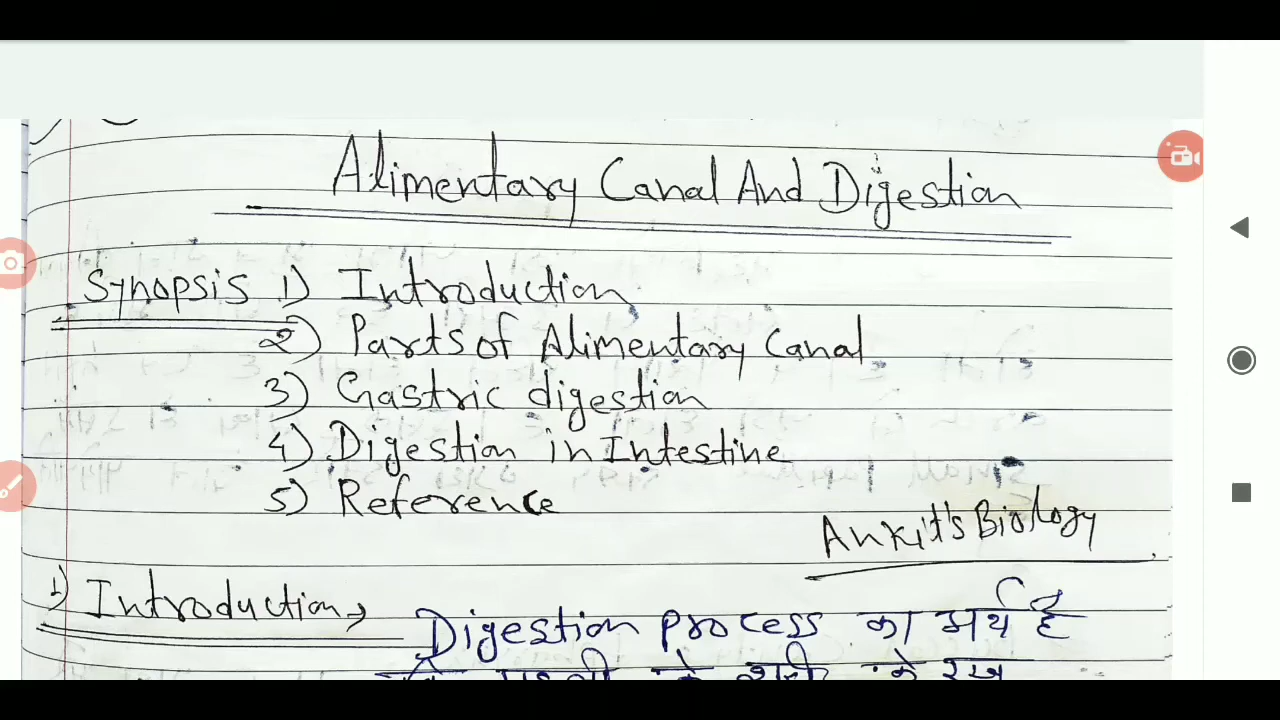 Alimentary Canal And Digestion
Synopsis 1) Introduction
2) Parts of Alimentary Canal
3) Gastric digestion
4) Digestion in Intestine
5) Reference
Ankit's Biology
1) Introduction,
Digestion process का अर्थ है